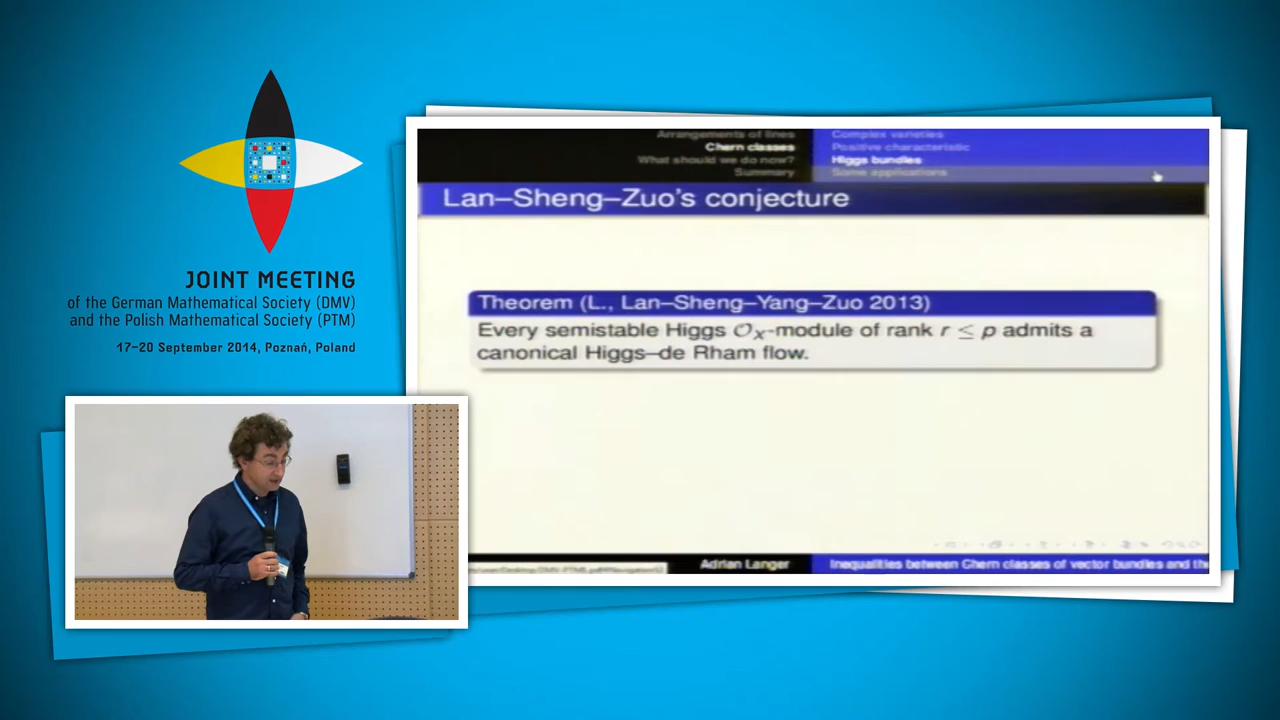 JOINT MEETING
of the German Mathematical Society (DMV)
and the Polish Mathematical Society (PTM)
17–20 September 2014, Poznań, Poland
Arrangements of lines
Chern classes
What should we do now?
Summary
Complex varieties
Positive characteristic
Higgs bundles
Some applications
Lan–Sheng–Zuo's conjecture
Theorem (L., Lan–Sheng–Yang–Zuo 2013)
Every semistable Higgs 𝒪_X-module of rank r ≤ p admits a
canonical Higgs–de Rham flow.
Adrian Langer
Inequalities between Chern classes of vector bundles and